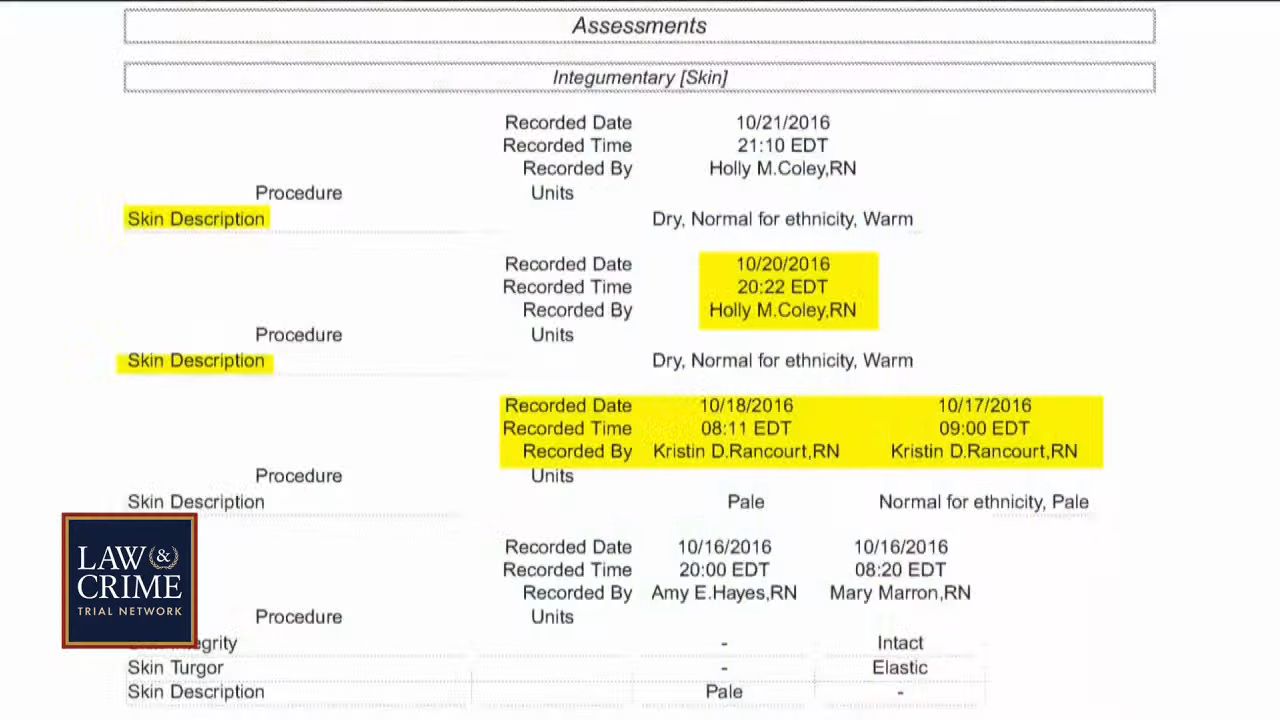 Assessments
Integumentary [Skin]
Recorded Date 10/21/2016
Recorded Time 21:10 EDT
Recorded By Holly M.Coley,RN
Procedure Units
Skin Description Dry, Normal for ethnicity, Warm
Recorded Date 10/20/2016
Recorded Time 20:22 EDT
Recorded By Holly M.Coley,RN
Procedure Units
Skin Description Dry, Normal for ethnicity, Warm
Recorded Date 10/18/2016 10/17/2016
Recorded Time 08:11 EDT 09:00 EDT
Recorded By Kristin D.Rancourt,RN Kristin D.Rancourt,RN
Procedure Units
Skin Description Pale Normal for ethnicity, Pale
Recorded Date 10/16/2016 10/16/2016
Recorded Time 20:00 EDT 08:20 EDT
Recorded By Amy E.Hayes,RN Mary Marron,RN
Procedure Units
- Intact
Skin Turgor - Elastic
Skin Description Pale -
LAW &
CRIME
TRIAL NETWORK